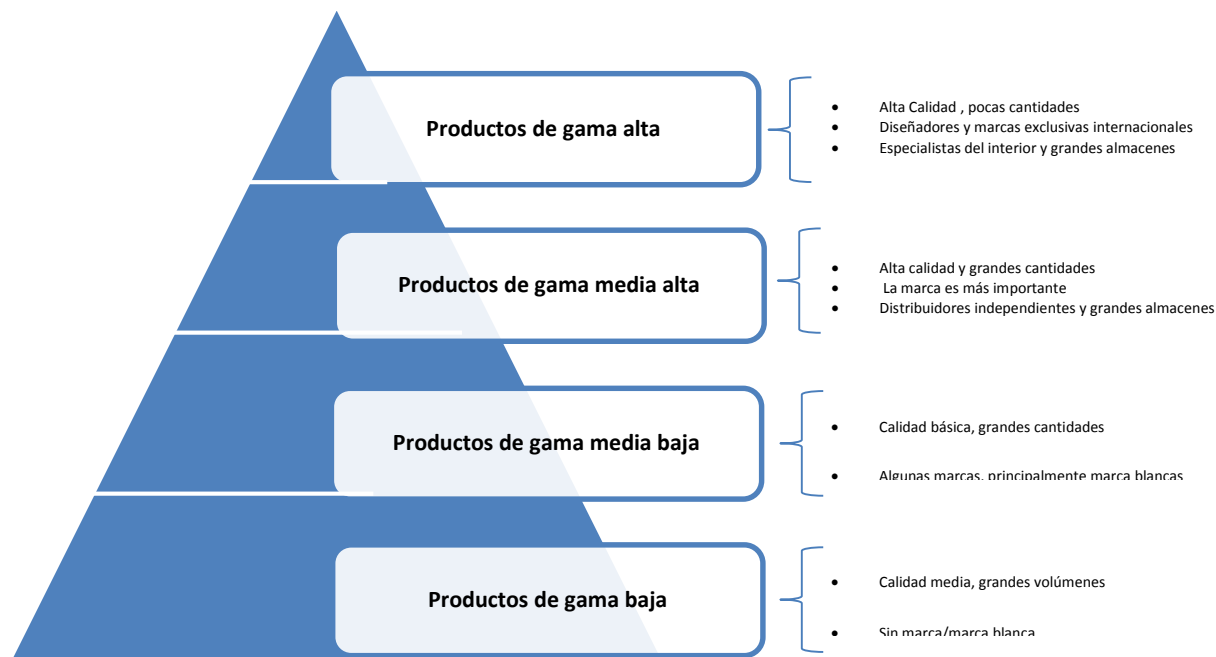 Productos de gama alta
• Alta Calidad , pocas cantidades
• Diseñadores y marcas exclusivas internacionales
• Especialistas del interior y grandes almacenes
Productos de gama media alta
• Alta calidad y grandes cantidades
• La marca es más importante
• Distribuidores independientes y grandes almacenes
Productos de gama media baja
• Calidad básica, grandes cantidades
• Algunas marcas, principalmente marca blancas
Productos de gama baja
• Calidad media, grandes volúmenes
• Sin marca/marca blanca